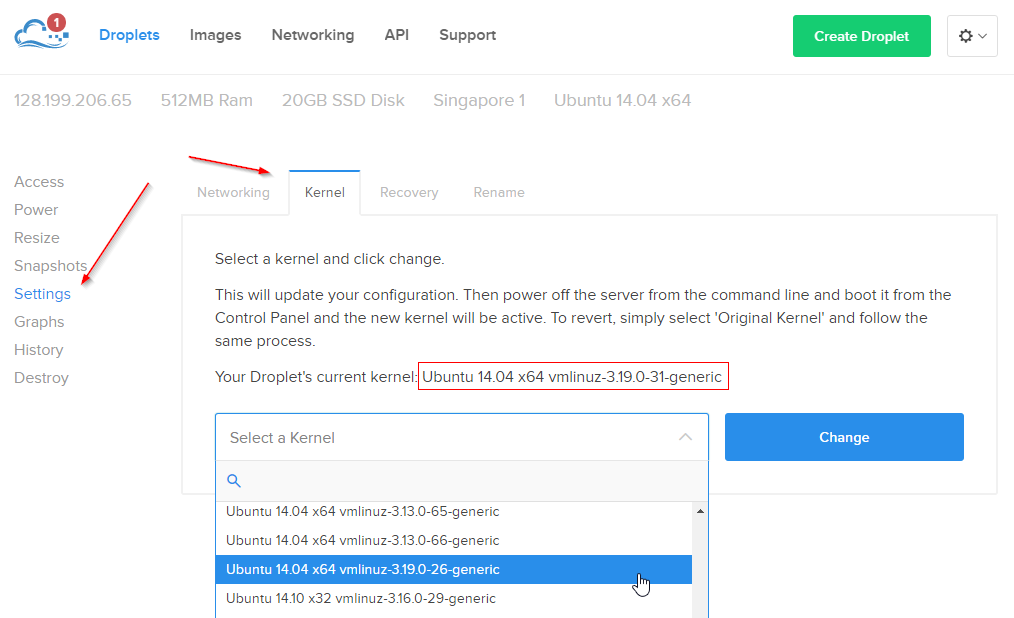 1
Droplets Images Networking API Support Create Droplet
128.199.206.65 512MB Ram 20GB SSD Disk Singapore 1 Ubuntu 14.04 x64
Access
Power
Resize
Snapshots
Settings
Graphs
History
Destroy
Networking Kernel Recovery Rename
Select a kernel and click change.
This will update your configuration. Then power off the server from the command line and boot it from the
Control Panel and the new kernel will be active. To revert, simply select 'Original Kernel' and follow the
same process.
Your Droplet's current kernel: Ubuntu 14.04 x64 vmlinuz-3.19.0-31-generic
Select a Kernel Change
Ubuntu 14.04 x64 vmlinuz-3.13.0-65-generic
Ubuntu 14.04 x64 vmlinuz-3.13.0-66-generic
Ubuntu 14.04 x64 vmlinuz-3.19.0-26-generic
Ubuntu 14.10 x32 vmlinuz-3.16.0-29-generic